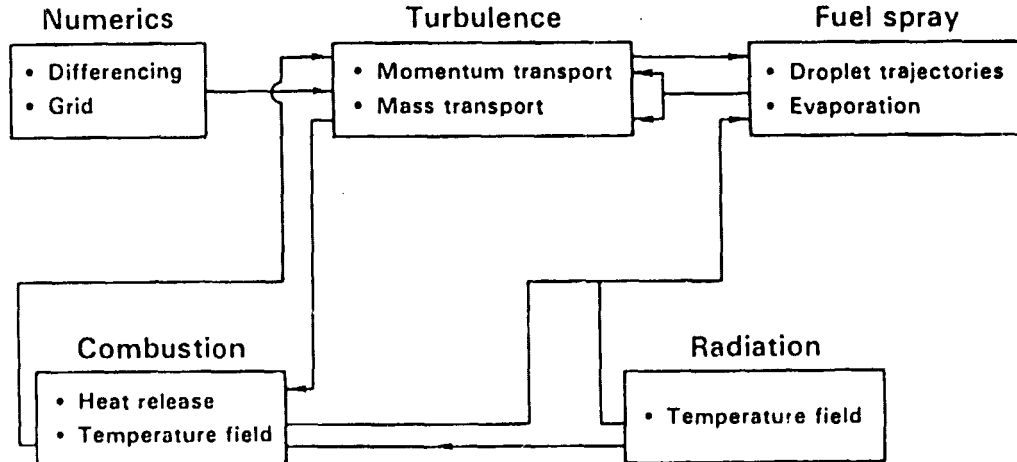 Numerics
• Differencing
• Grid
Turbulence
• Momentum transport
• Mass transport
Fuel spray
• Droplet trajectories
• Evaporation
Combustion
• Heat release
• Temperature field
Radiation
• Temperature field